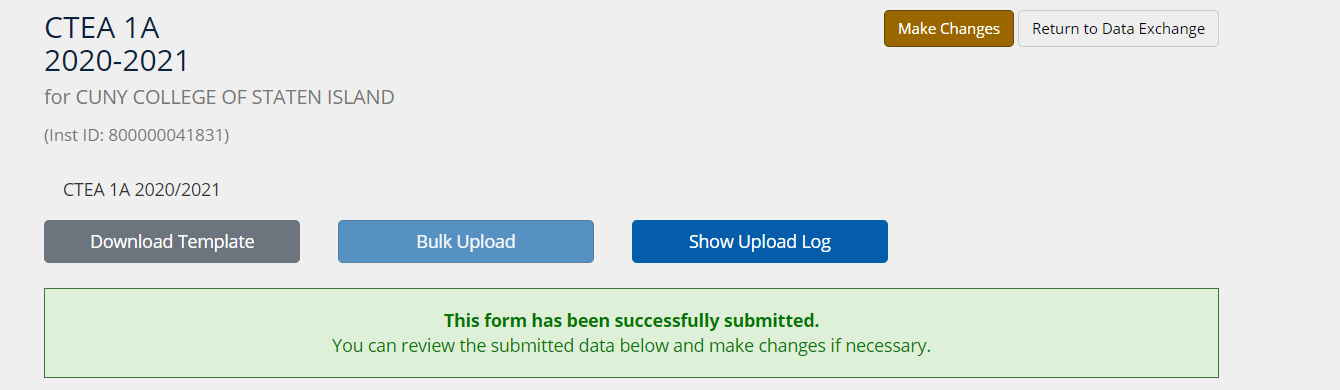 CTEA 1A
2020-2021
Make Changes
Return to Data Exchange
for CUNY COLLEGE OF STATEN ISLAND
(Inst ID: 800000041831)
CTEA 1A 2020/2021
Download Template
Bulk Upload
Show Upload Log
This form has been successfully submitted.
You can review the submitted data below and make changes if necessary.